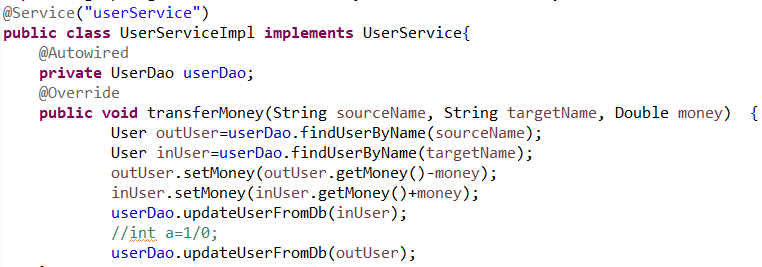 @Service("userService")
public class UserServiceImpl implements UserService{
@Autowired
private UserDao userDao;
@Override
public void transferMoney(String sourceName, String targetName, Double money) {
User outUser=userDao.findUserByName(sourceName);
User inUser=userDao.findUserByName(targetName);
outUser.setMoney(outUser.getMoney()-money);
inUser.setMoney(inUser.getMoney()+money);
userDao.updateUserFromDb(inUser);
//int a=1/0;
userDao.updateUserFromDb(outUser);